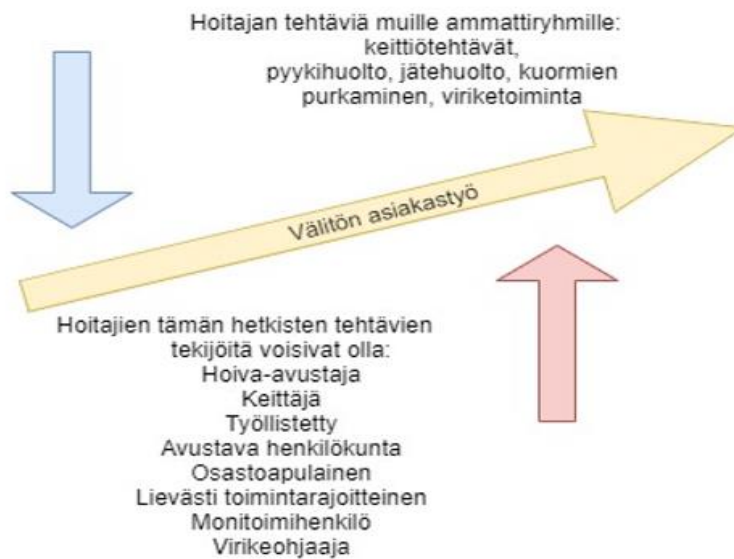 Hoitajan tehtäviä muille ammattiryhmille:
keittiötehtävät,
pyykihuolto, jätehuolto, kuormien
purkaminen, viriketoiminta
Välitön asiakastyö
Hoitajien tämän hetkisten tehtävien
tekijöitä voisivat olla:
Hoiva-avustaja
Keittäjä
Työllistetty
Avustava henkilökunta
Osastoapulainen
Lievästi toimintarajoitteinen
Monitoimihenkilö
Virikeohjaaja